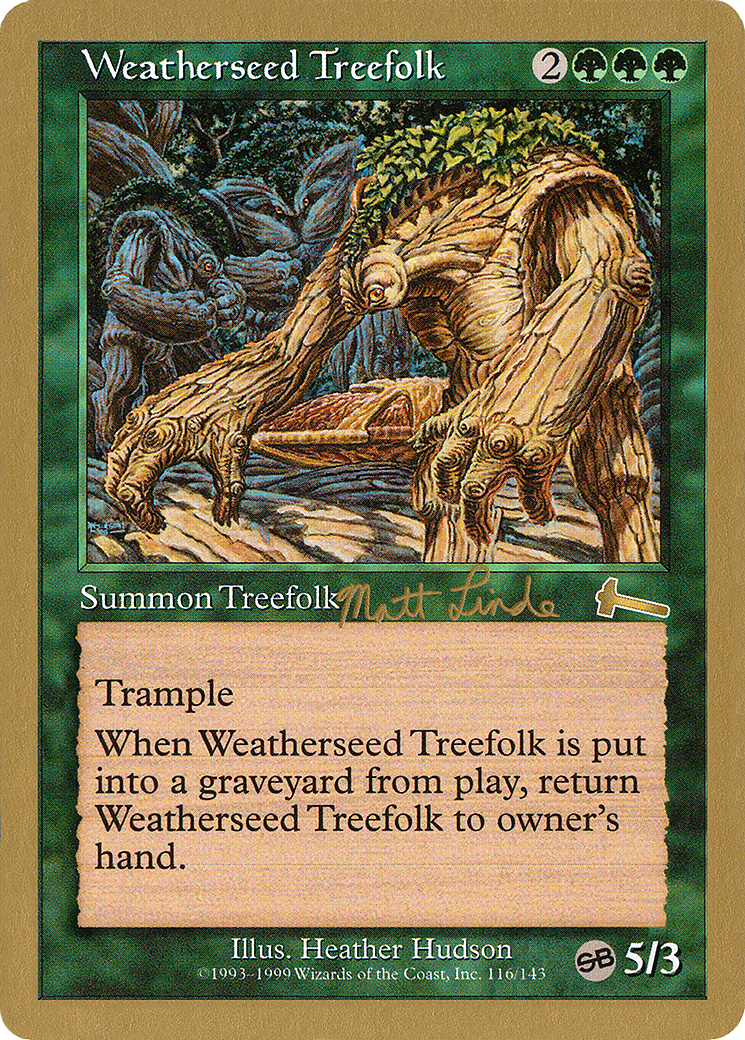 Weatherseed Treefolk 2
Summon Treefolk Matt Linde
Trample
When Weatherseed Treefolk is put
into a graveyard from play, return
Weatherseed Treefolk to owner's
hand.
Illus. Heather Hudson
©1993–1999 Wizards of the Coast, Inc. 116/143
SB 5/3